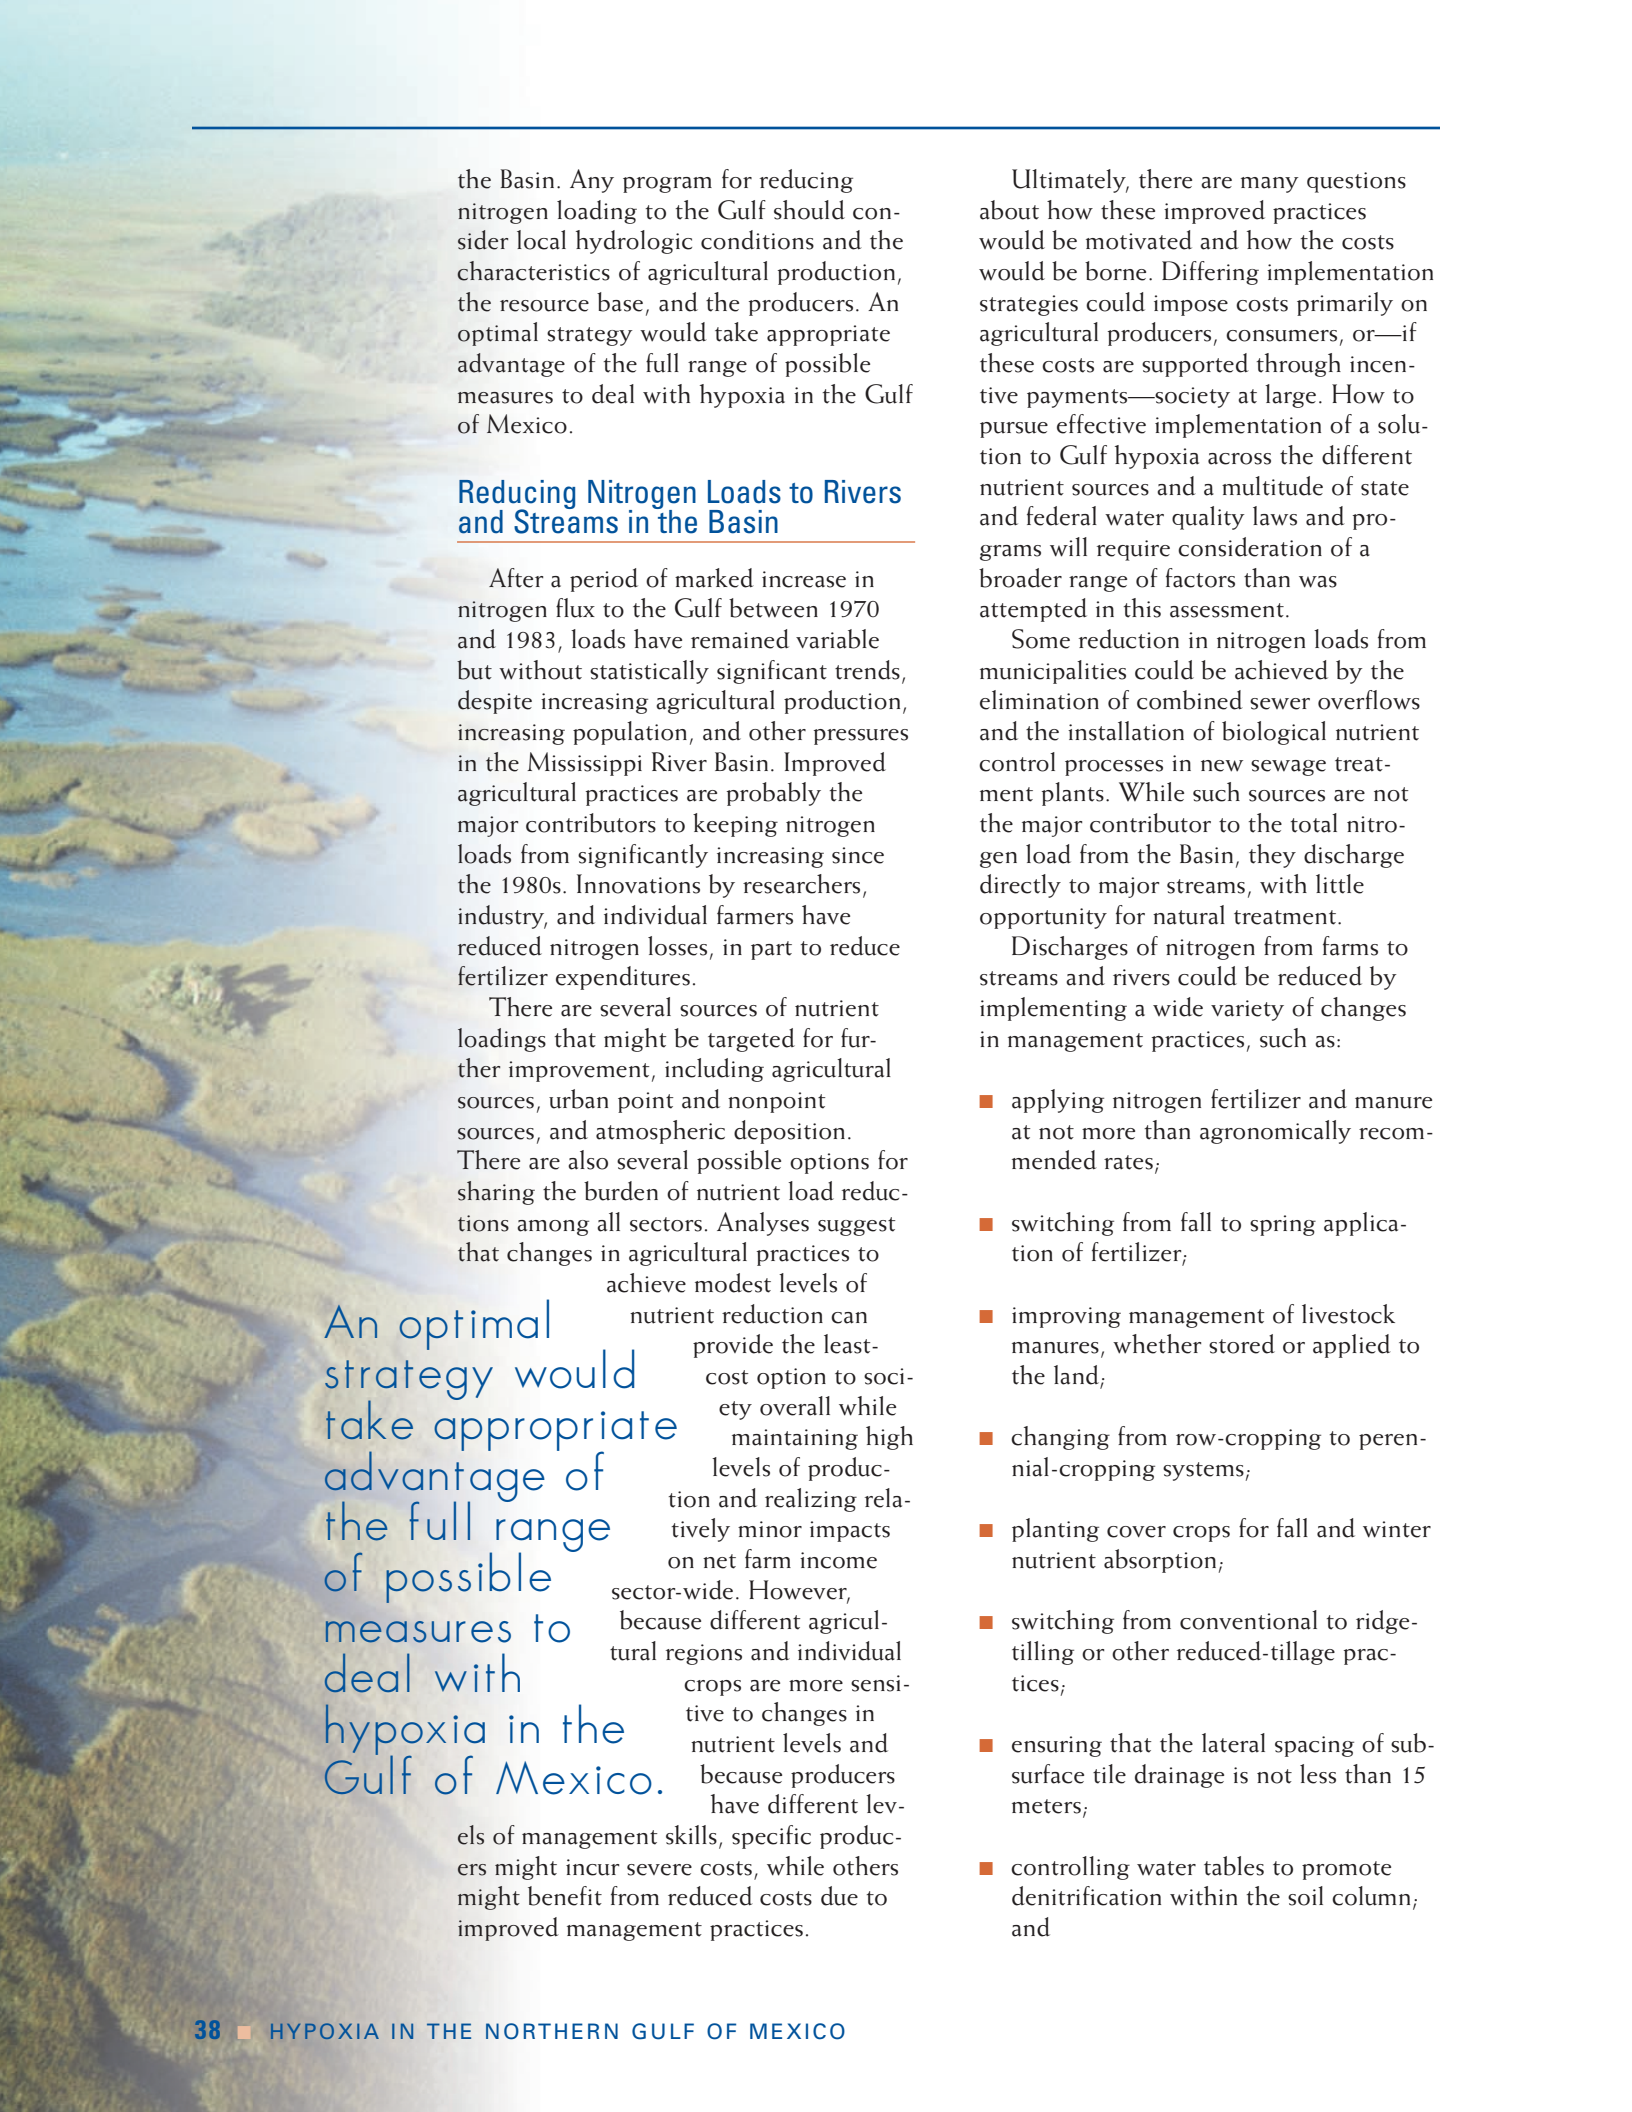 the Basin. Any program for reducing
nitrogen loading to the Gulf should con-
sider local hydrologic conditions and the
characteristics of agricultural production,
the resource base, and the producers. An
optimal strategy would take appropriate
advantage of the full range of possible
measures to deal with hypoxia in the Gulf
of Mexico.
Reducing Nitrogen Loads to Rivers
and Streams in the Basin
After a period of marked increase in
nitrogen flux to the Gulf between 1970
and 1983, loads have remained variable
but without statistically significant trends,
despite increasing agricultural production,
increasing population, and other pressures
in the Mississippi River Basin. Improved
agricultural practices are probably the
major contributors to keeping nitrogen
loads from significantly increasing since
the 1980s. Innovations by researchers,
industry, and individual farmers have
reduced nitrogen losses, in part to reduce
fertilizer expenditures.
There are several sources of nutrient
loadings that might be targeted for fur-
ther improvement, including agricultural
sources, urban point and nonpoint
sources, and atmospheric deposition.
There are also several possible options for
sharing the burden of nutrient load reduc-
tions among all sectors. Analyses suggest
that changes in agricultural practices to
achieve modest levels of
nutrient reduction can
provide the least-
cost option to soci-
ety overall while
maintaining high
levels of produc-
tion and realizing rela-
tively minor impacts
on net farm income
sector-wide. However,
because different agricul-
tural regions and individual
crops are more sensi-
tive to changes in
nutrient levels and
because producers
have different lev-
els of management skills, specific produc-
ers might incur severe costs, while others
might benefit from reduced costs due to
improved management practices.
An optimal
strategy would
take appropriate
advantage of
the full range
of possible
measures to
deal with
hypoxia in the
Gulf of Mexico.
Ultimately, there are many questions
about how these improved practices
would be motivated and how the costs
would be borne. Differing implementation
strategies could impose costs primarily on
agricultural producers, consumers, or—if
these costs are supported through incen-
tive payments—society at large. How to
pursue effective implementation of a solu-
tion to Gulf hypoxia across the different
nutrient sources and a multitude of state
and federal water quality laws and pro-
grams will require consideration of a
broader range of factors than was
attempted in this assessment.
Some reduction in nitrogen loads from
municipalities could be achieved by the
elimination of combined sewer overflows
and the installation of biological nutrient
control processes in new sewage treat-
ment plants. While such sources are not
the major contributor to the total nitro-
gen load from the Basin, they discharge
directly to major streams, with little
opportunity for natural treatment.
Discharges of nitrogen from farms to
streams and rivers could be reduced by
implementing a wide variety of changes
in management practices, such as:
■ applying nitrogen fertilizer and manure
at not more than agronomically recom-
mended rates;
■ switching from fall to spring applica-
tion of fertilizer;
■ improving management of livestock
manures, whether stored or applied to
the land;
■ changing from row-cropping to peren-
nial-cropping systems;
■ planting cover crops for fall and winter
nutrient absorption;
■ switching from conventional to ridge-
tilling or other reduced-tillage prac-
tices;
■ ensuring that the lateral spacing of sub-
surface tile drainage is not less than 15
meters;
■ controlling water tables to promote
denitrification within the soil column;
and
38 ■ HYPOXIA IN THE NORTHERN GULF OF MEXICO